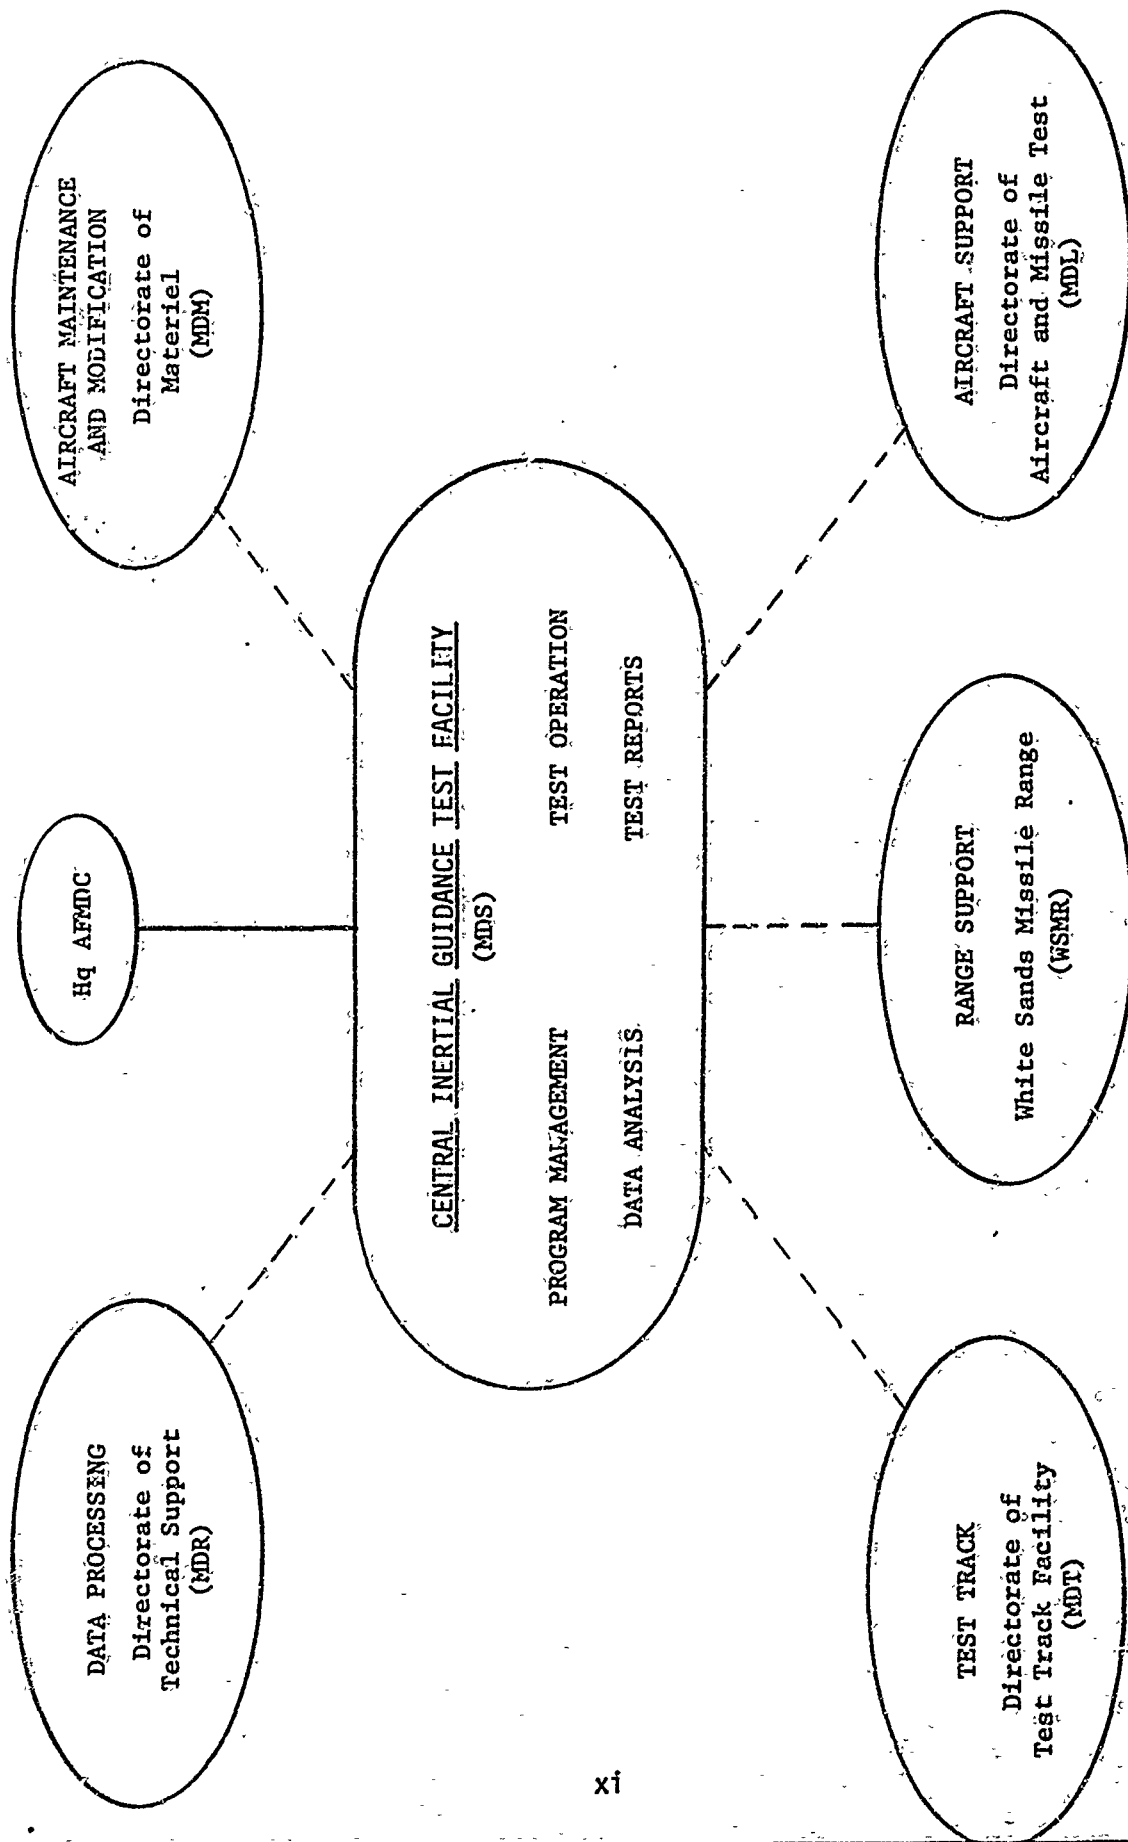 Hq AFMDC
DATA PROCESSING
Directorate of
Technical Support
(MDR)
AIRCRAFT MAINTENANCE
AND MODIFICATION
Directorate of
Materiel
(MDM)
CENTRAL INERTIAL GUIDANCE TEST FACILITY
(MDS)
PROGRAM MANAGEMENT
TEST OPERATION
DATA ANALYSIS
TEST REPORTS
TEST TRACK
Directorate of
Test Track Facility
(MDT)
RANGE SUPPORT
White Sands Missile Range
(WSMR)
AIRCRAFT SUPPORT
Directorate of
Aircraft and Missile Test
(MDL)
xi